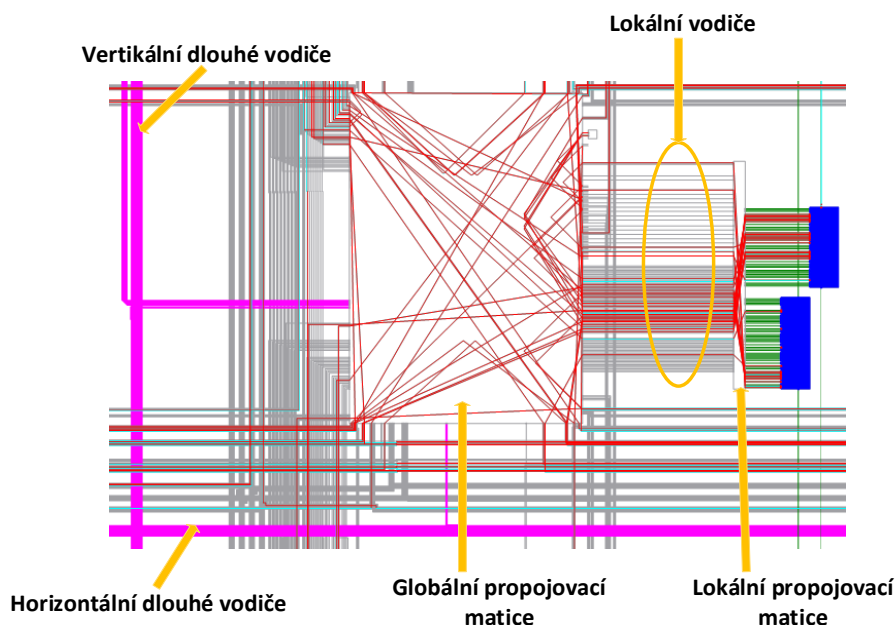 Lokální vodiče
Vertikální dlouhé vodiče
Horizontální dlouhé vodiče
Globální propojovací
matice
Lokální propojovací
matice